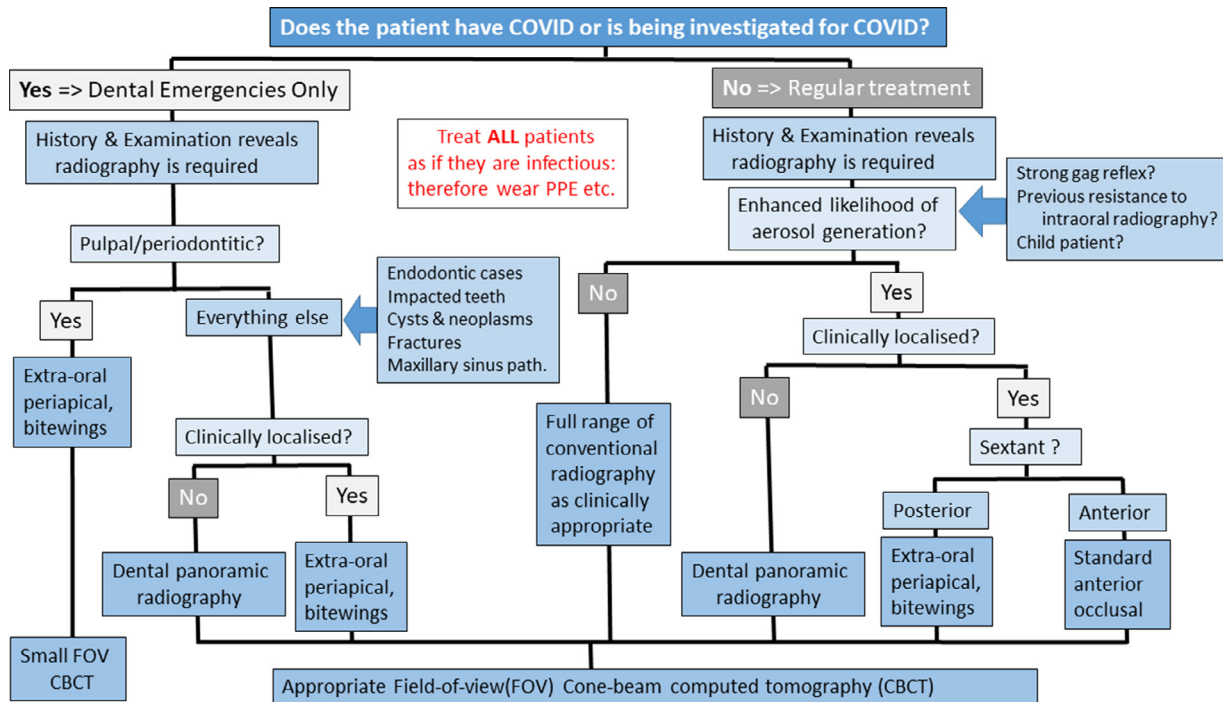 Does the patient have COVID or is being investigated for COVID?
Yes => Dental Emergencies Only
No => Regular treatment
History & Examination reveals
radiography is required
Treat ALL patients
as if they are infectious:
therefore wear PPE etc.
History & Examination reveals
radiography is required
Strong gag reflex?
Previous resistance to
intraoral radiography?
Child patient?
Enhanced likelihood of
aerosol generation?
Pulpal/periodontitic?
Endodontic cases
Impacted teeth
Cysts & neoplasms
Fractures
Maxillary sinus path.
No
Yes
Yes
Everything else
Clinically localised?
Extra-oral
periapical,
bitewings
Clinically localised?
No
Yes
Full range of
conventional
radiography
as clinically
appropriate
No
Yes
Sextant ?
Posterior
Anterior
Dental panoramic
radiography
Extra-oral
periapical,
bitewings
Dental panoramic
radiography
Extra-oral
periapical,
bitewings
Standard
anterior
occlusal
Small FOV
CBCT
Appropriate Field-of-view(FOV) Cone-beam computed tomography (CBCT)